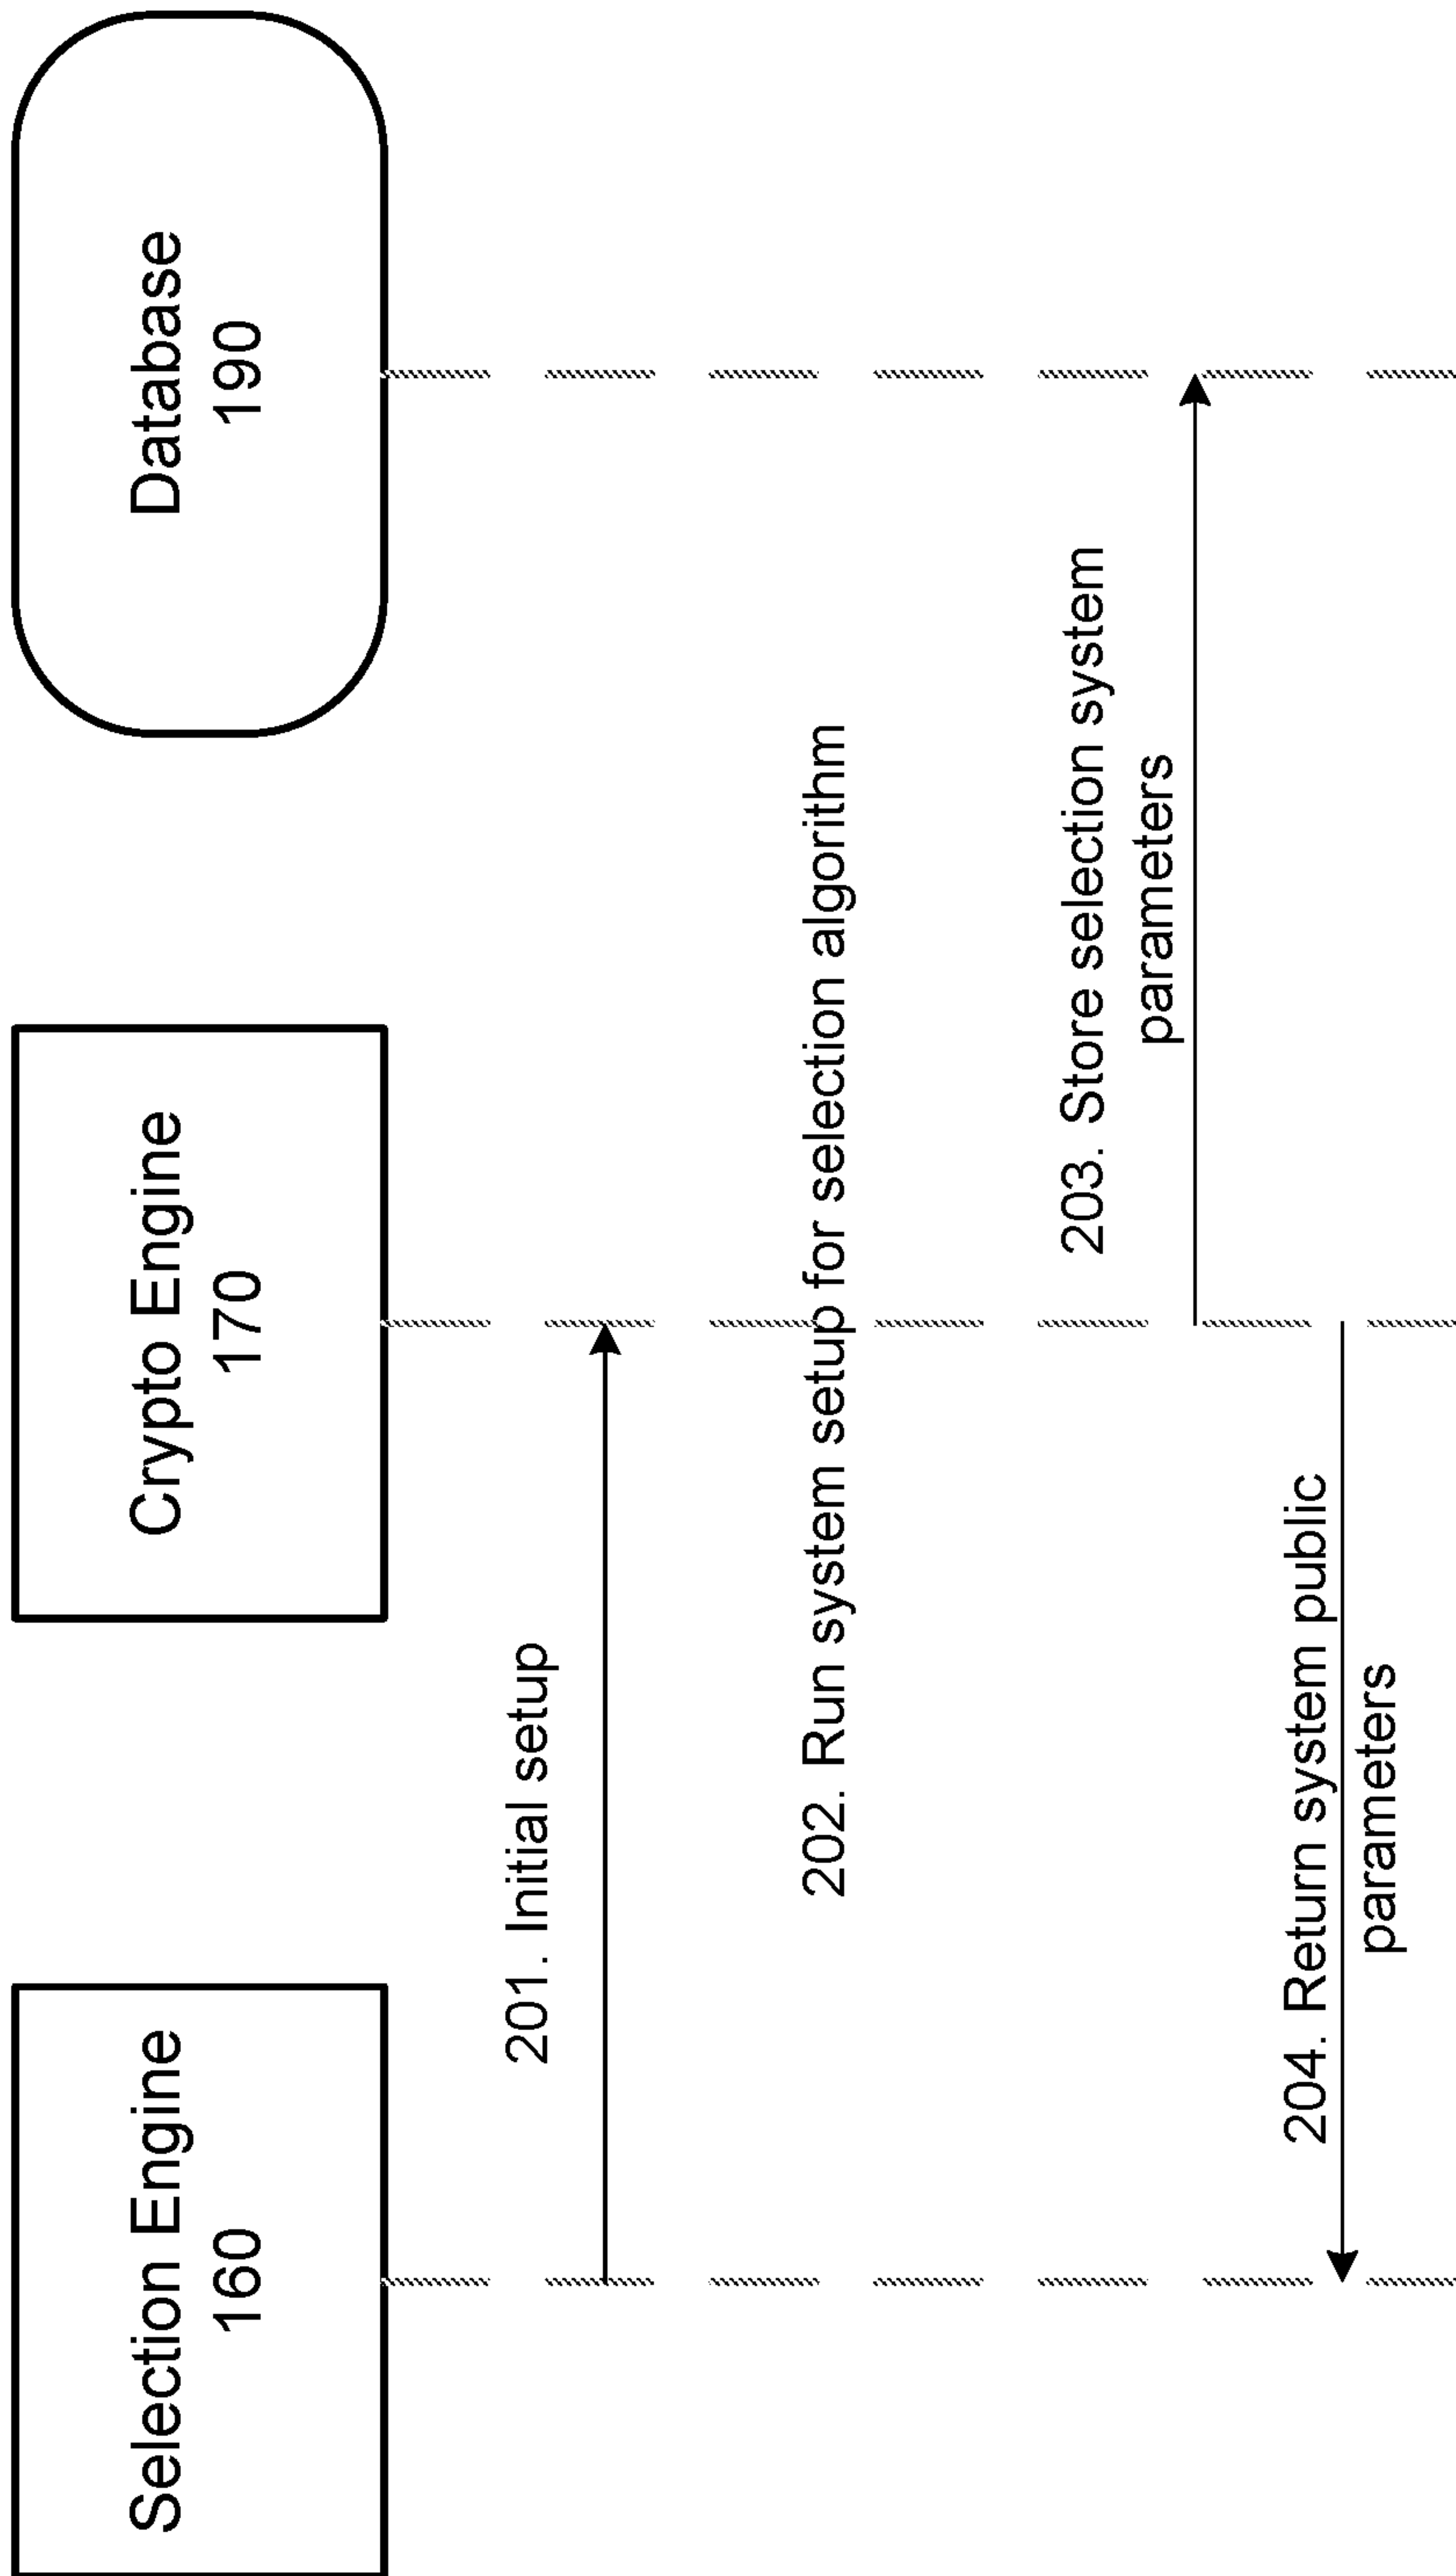 Selection Engine
160
Crypto Engine
170
Database
190
201. Initial setup
202. Run system setup for selection algorithm
203. Store selection system
parameters
204. Return system public
parameters